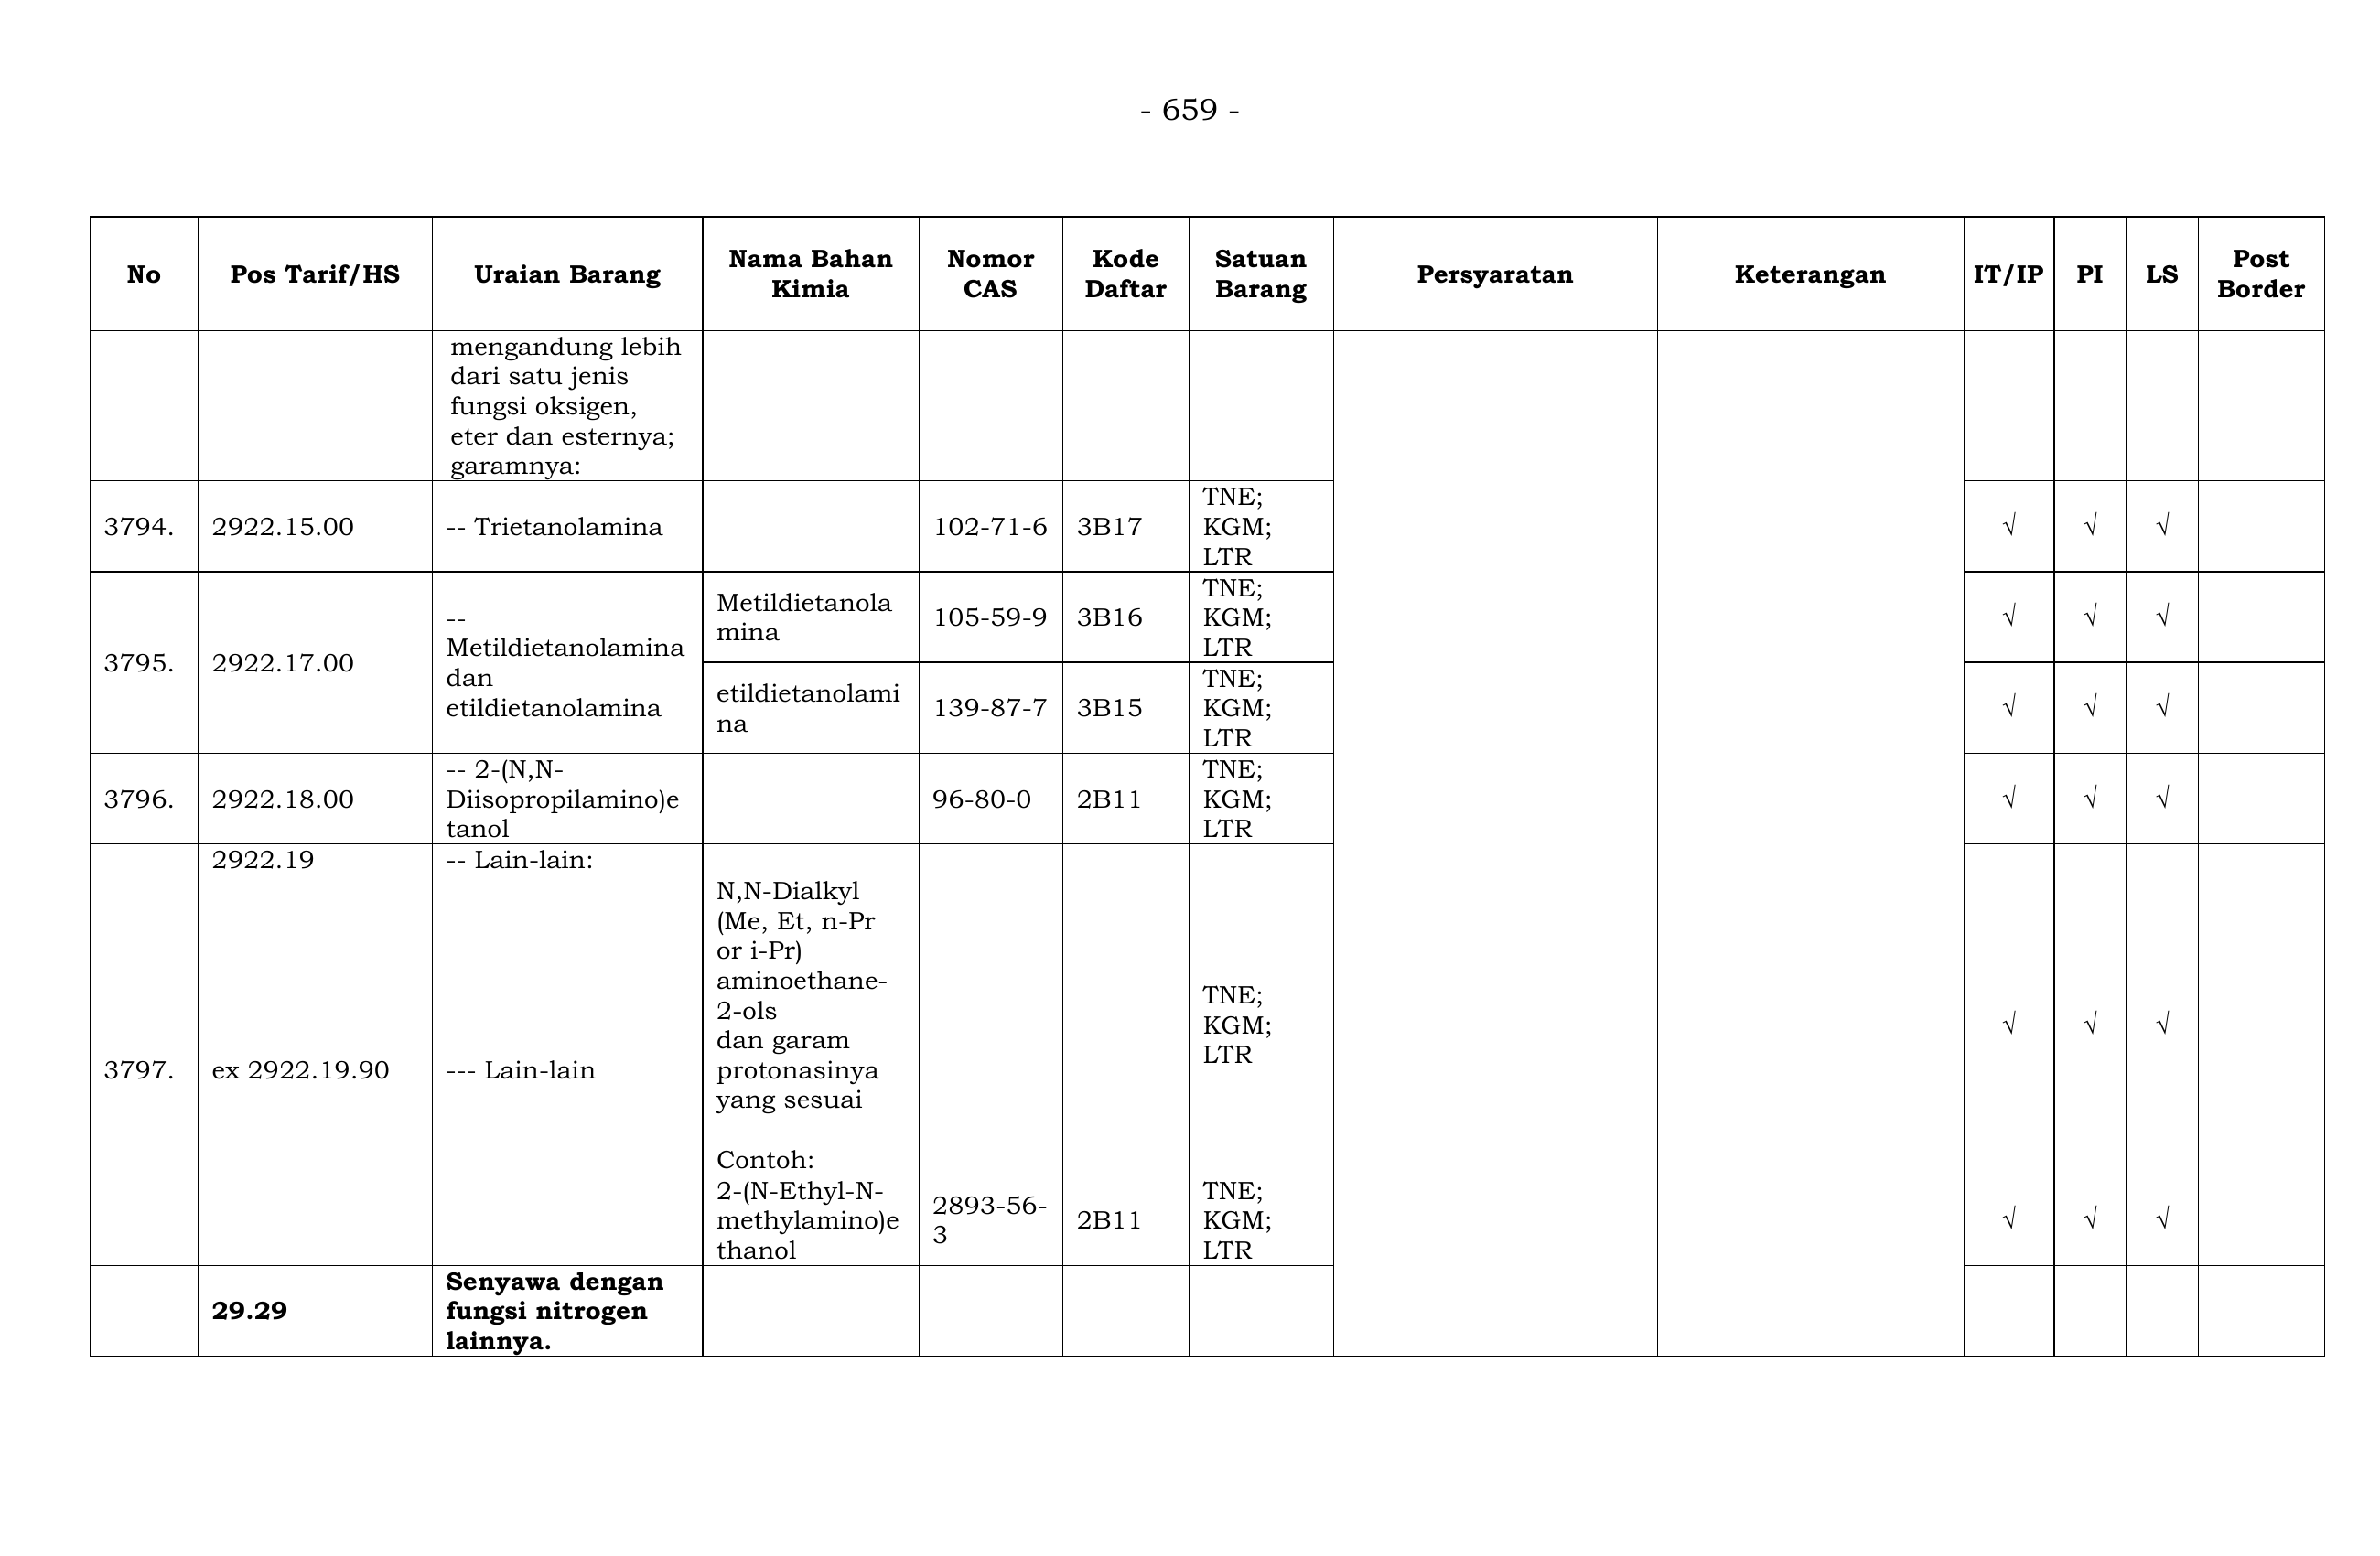 - 659 -
No Pos Tarif/HS Uraian Barang Nama Bahan Kimia Nomor CAS Kode Daftar Satuan Barang Persyaratan Keterangan IT/IP PI LS Post Border
mengandung lebih
dari satu jenis
fungsi oksigen,
eter dan esternya;
garamnya:
3794. 2922.15.00 -- Trietanolamina 102-71-6 3B17 TNE; KGM; LTR √ √ √
3795. 2922.17.00 -- Metildietanolamina dan etildietanolamina
Metildietanola
mina
105-59-9 3B16 TNE; KGM; LTR √ √ √
etildietanolami
na
139-87-7 3B15 TNE; KGM; LTR √ √ √
3796. 2922.18.00
-- 2-(N,N-
Diisopropilamino)e
tanol
96-80-0 2B11 TNE; KGM; LTR √ √ √
2922.19 -- Lain-lain:
3797. ex 2922.19.90 --- Lain-lain
N,N-Dialkyl
(Me, Et, n-Pr
or i-Pr)
aminoethane-
2-ols
dan garam
protonasinya
yang sesuai
Contoh:
TNE; KGM; LTR √ √ √
2-(N-Ethyl-N-
methylamino)e
thanol
2893-56-
3
2B11 TNE; KGM; LTR √ √ √
29.29
Senyawa dengan
fungsi nitrogen
lainnya.